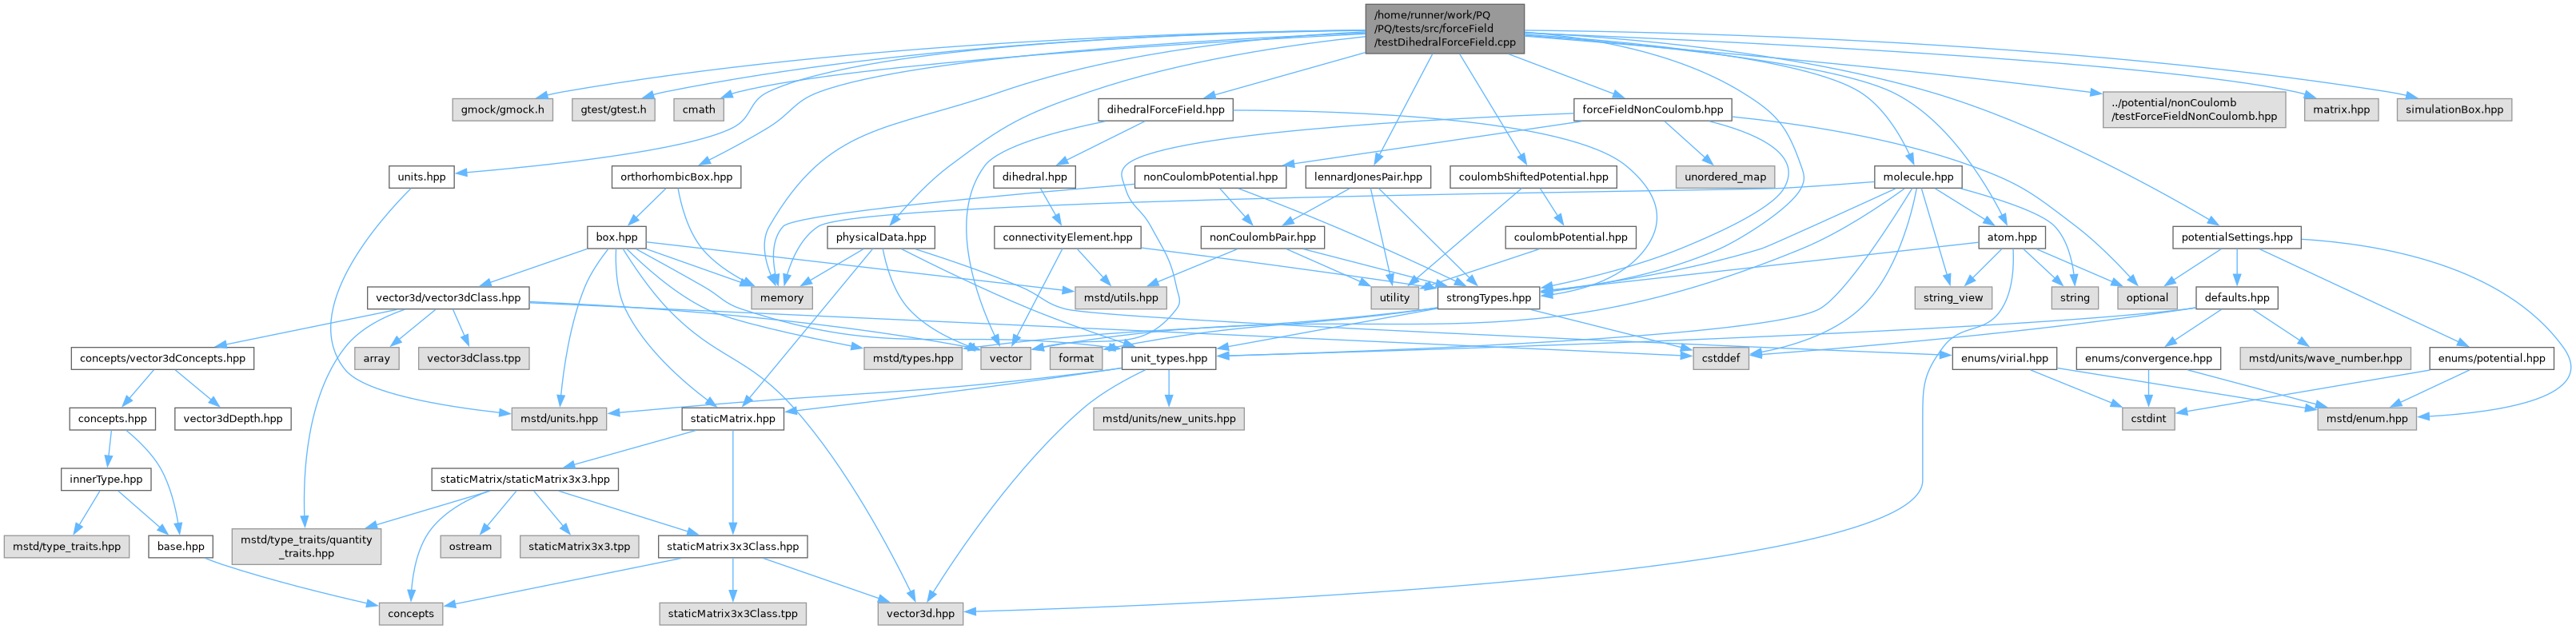 /home/runner/work/PQ
/PQ/tests/src/forceField
/testDihedralForceField.cpp
gmock/gmock.h
gtest/gtest.h
cmath
dihedralForceField.hpp
forceFieldNonCoulomb.hpp
../potential/nonCoulomb
/testForceFieldNonCoulomb.hpp
matrix.hpp
simulationBox.hpp
units.hpp
orthorhombicBox.hpp
dihedral.hpp
nonCoulombPotential.hpp
lennardJonesPair.hpp
coulombShiftedPotential.hpp
unordered_map
molecule.hpp
box.hpp
physicalData.hpp
connectivityElement.hpp
nonCoulombPair.hpp
coulombPotential.hpp
atom.hpp
potentialSettings.hpp
vector3d/vector3dClass.hpp
memory
mstd/utils.hpp
utility
strongTypes.hpp
string_view
string
optional
defaults.hpp
concepts/vector3dConcepts.hpp
array
vector3dClass.tpp
mstd/types.hpp
vector
format
unit_types.hpp
cstddef
enums/virial.hpp
enums/convergence.hpp
mstd/units/wave_number.hpp
enums/potential.hpp
concepts.hpp
vector3dDepth.hpp
mstd/units.hpp
staticMatrix.hpp
mstd/units/new_units.hpp
cstdint
mstd/enum.hpp
innerType.hpp
staticMatrix/staticMatrix3x3.hpp
mstd/type_traits.hpp
base.hpp
mstd/type_traits/quantity
_traits.hpp
ostream
staticMatrix3x3.tpp
staticMatrix3x3Class.hpp
concepts
staticMatrix3x3Class.tpp
vector3d.hpp